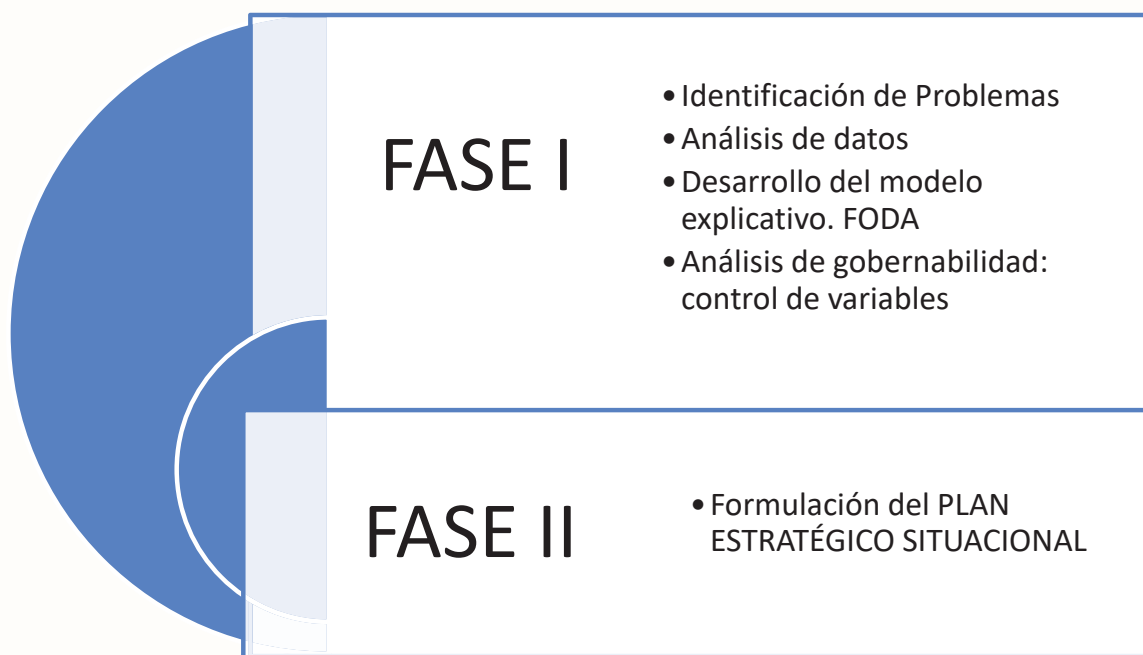 FASE I
• Identificación de Problemas
• Análisis de datos
• Desarrollo del modelo
explicativo. FODA
• Análisis de gobernabilidad:
control de variables
FASE II
• Formulación del PLAN
ESTRATÉGICO SITUACIONAL